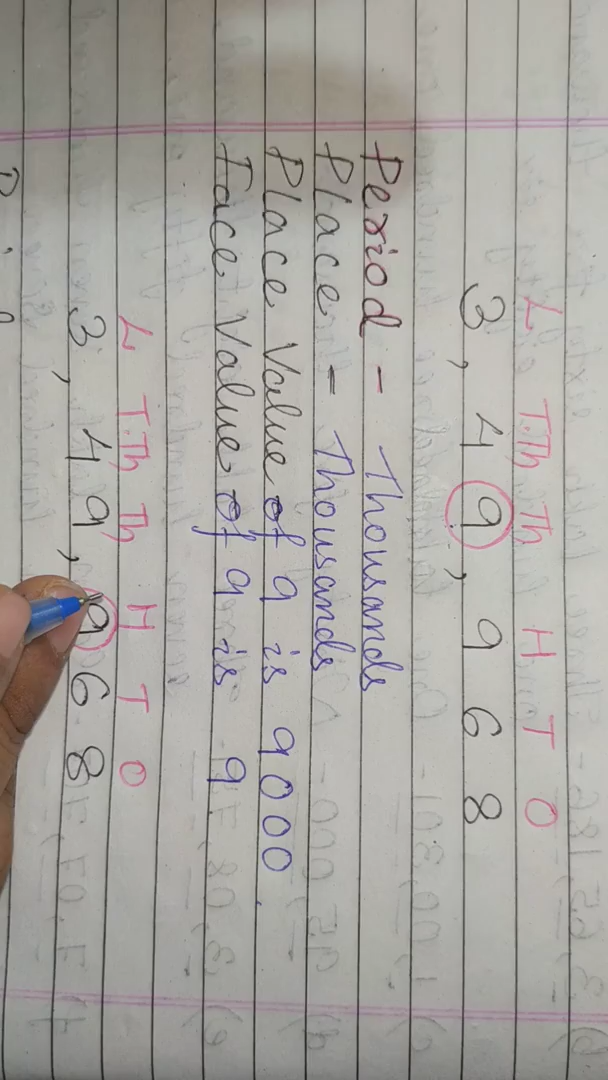 L T.Th Th H T O
3, 4 9, 9 6 8
Period - Thousands
Place - Thousands
Place Value of 9 is 9000.
Face Value of 9 is 9
L T.Th Th H T O
3, 4 9, 9 6 8